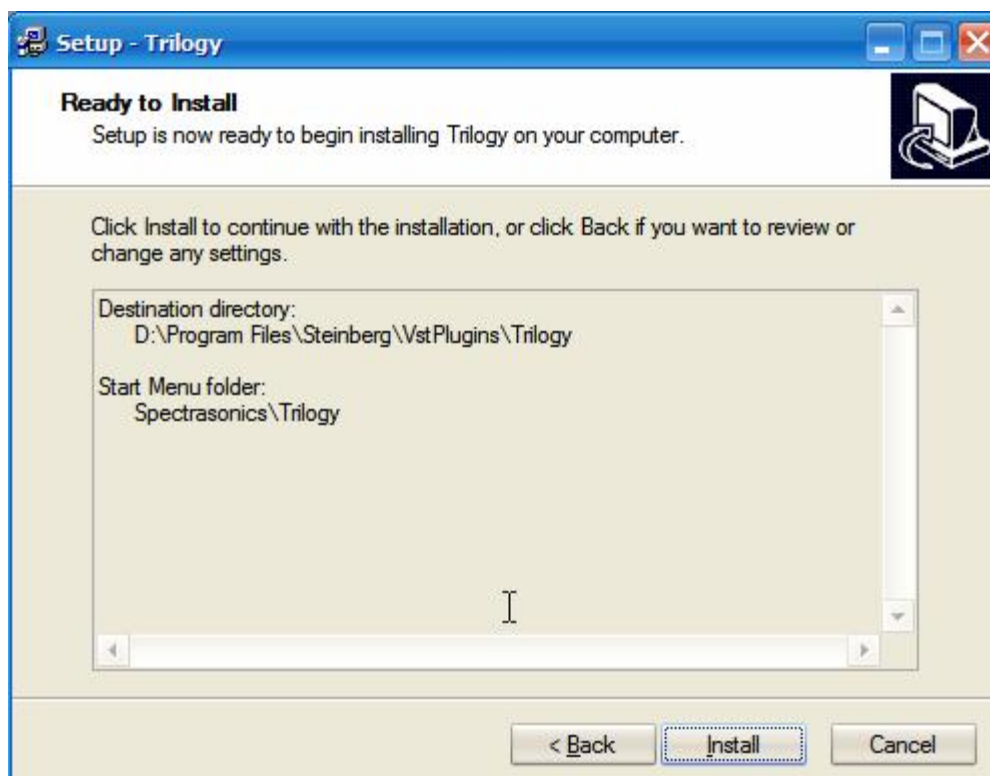 Setup - Trilogy
Ready to Install
Setup is now ready to begin installing Trilogy on your computer.
Click Install to continue with the installation, or click Back if you want to review or
change any settings.
Destination directory:
D:\Program Files\Steinberg\VstPlugins\Trilogy
Start Menu folder:
Spectrasonics\Trilogy
< Back Install Cancel